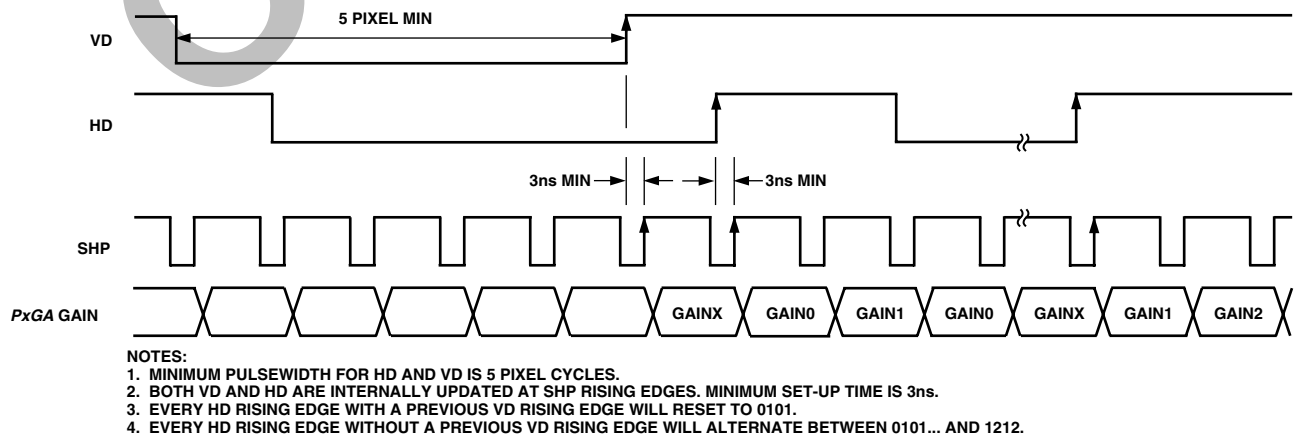 5 PIXEL MIN
VD
HD
3ns MIN 3ns MIN
SHP
PxGA GAIN GAINX GAIN0 GAIN1 GAIN0 GAINX GAIN1 GAIN2
NOTES:
1. MINIMUM PULSEWIDTH FOR HD AND VD IS 5 PIXEL CYCLES.
2. BOTH VD AND HD ARE INTERNALLY UPDATED AT SHP RISING EDGES. MINIMUM SET-UP TIME IS 3ns.
3. EVERY HD RISING EDGE WITH A PREVIOUS VD RISING EDGE WILL RESET TO 0101.
4. EVERY HD RISING EDGE WITHOUT A PREVIOUS VD RISING EDGE WILL ALTERNATE BETWEEN 0101... AND 1212.